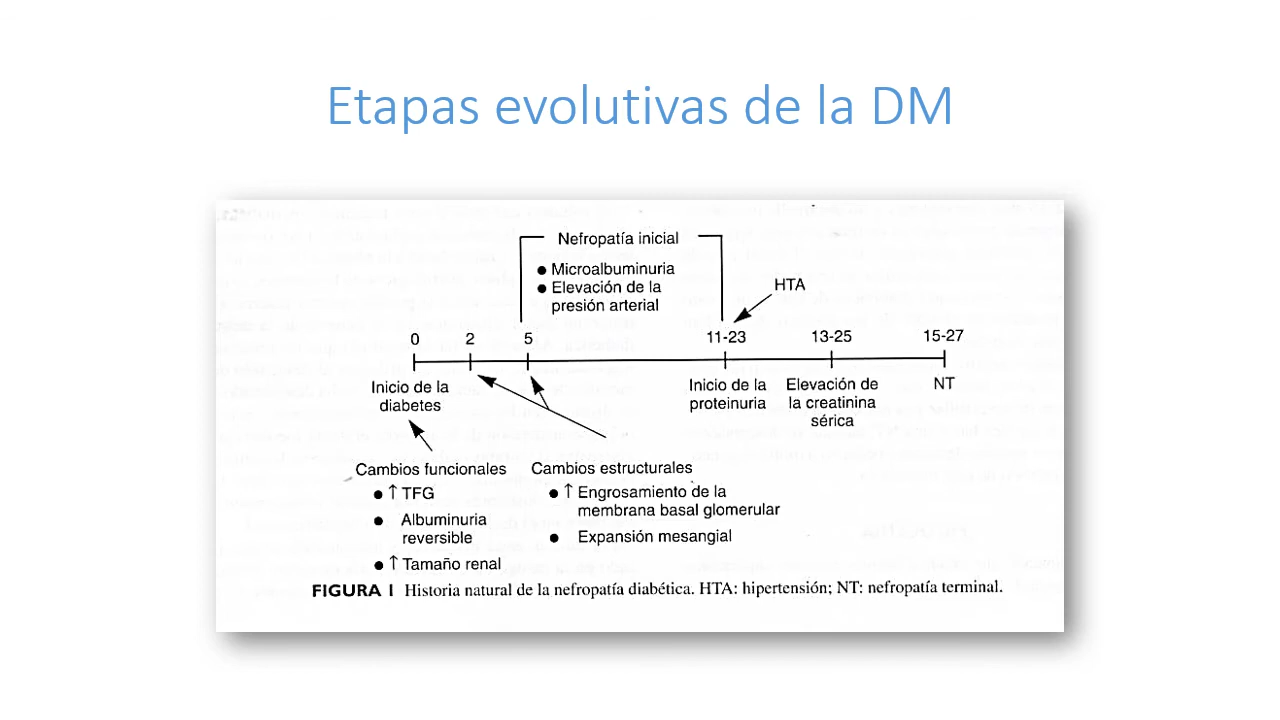 Etapas evolutivas de la DM
Nefropatía inicial
● Microalbuminuria
● Elevación de la
presión arterial
HTA
0 2 5 11-23 13-25 15-27
Inicio de la
diabetes
Inicio de la
proteinuria
Elevación de
la creatinina
sérica
NT
Cambios funcionales
● ↑ TFG
● Albuminuria
reversible
● ↑ Tamaño renal
Cambios estructurales
● ↑ Engrosamiento de la
membrana basal glomerular
● Expansión mesangial
FIGURA 1 Historia natural de la nefropatía diabética. HTA: hipertensión; NT: nefropatía terminal.